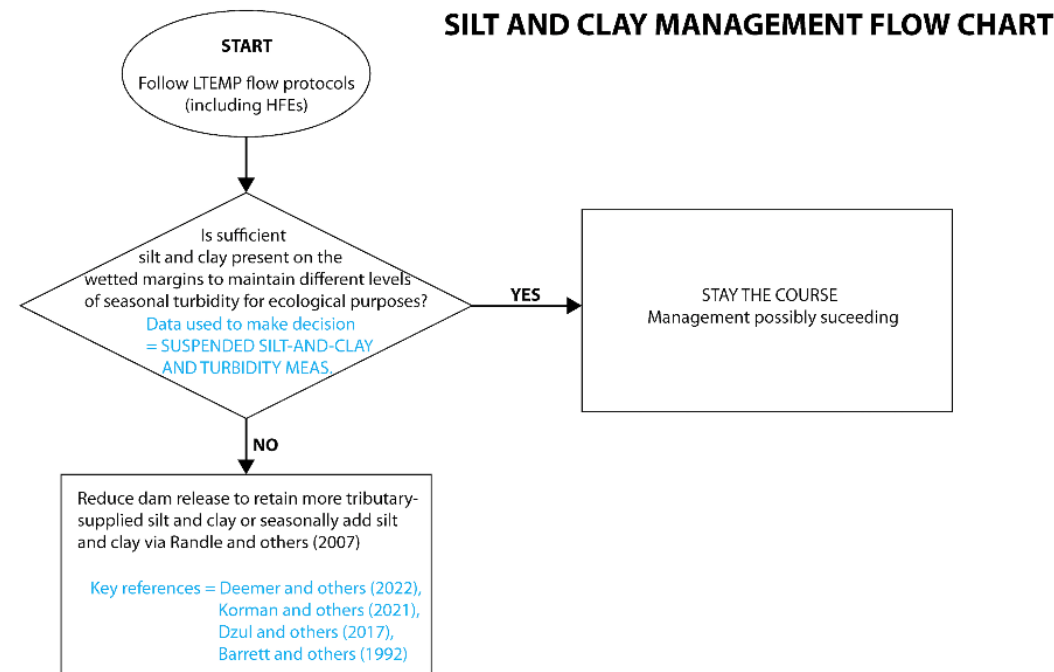 SILT AND CLAY MANAGEMENT FLOW CHART
START
Follow LTEMP flow protocols
(including HFEs)
Is sufficient
silt and clay present on the
wetted margins to maintain different levels
of seasonal turbidity for ecological purposes?
Data used to make decision
= SUSPENDED SILT-AND-CLAY
AND TURBIDITY MEAS.
YES
STAY THE COURSE
Management possibly suceeding
NO
Reduce dam release to retain more tributary-
supplied silt and clay or seasonally add silt
and clay via Randle and others (2007)
Key references = Deemer and others (2022),
Korman and others (2021),
Dzul and others (2017),
Barrett and others (1992)